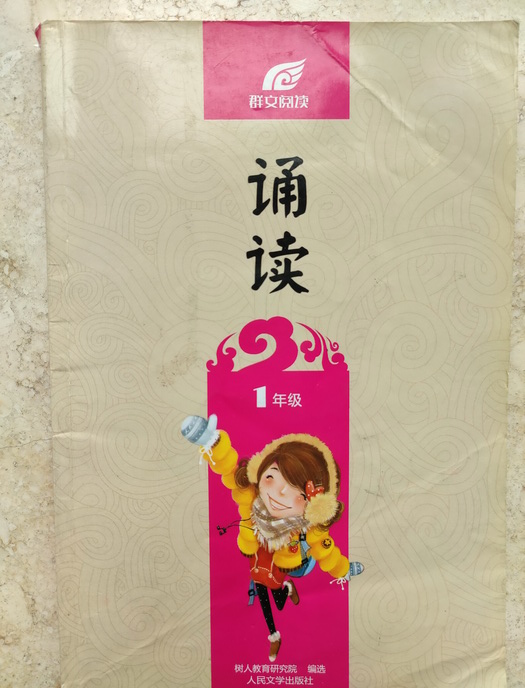 群文阅读
诵
读
1年级
树人教育研究院 编选
人民文学出版社